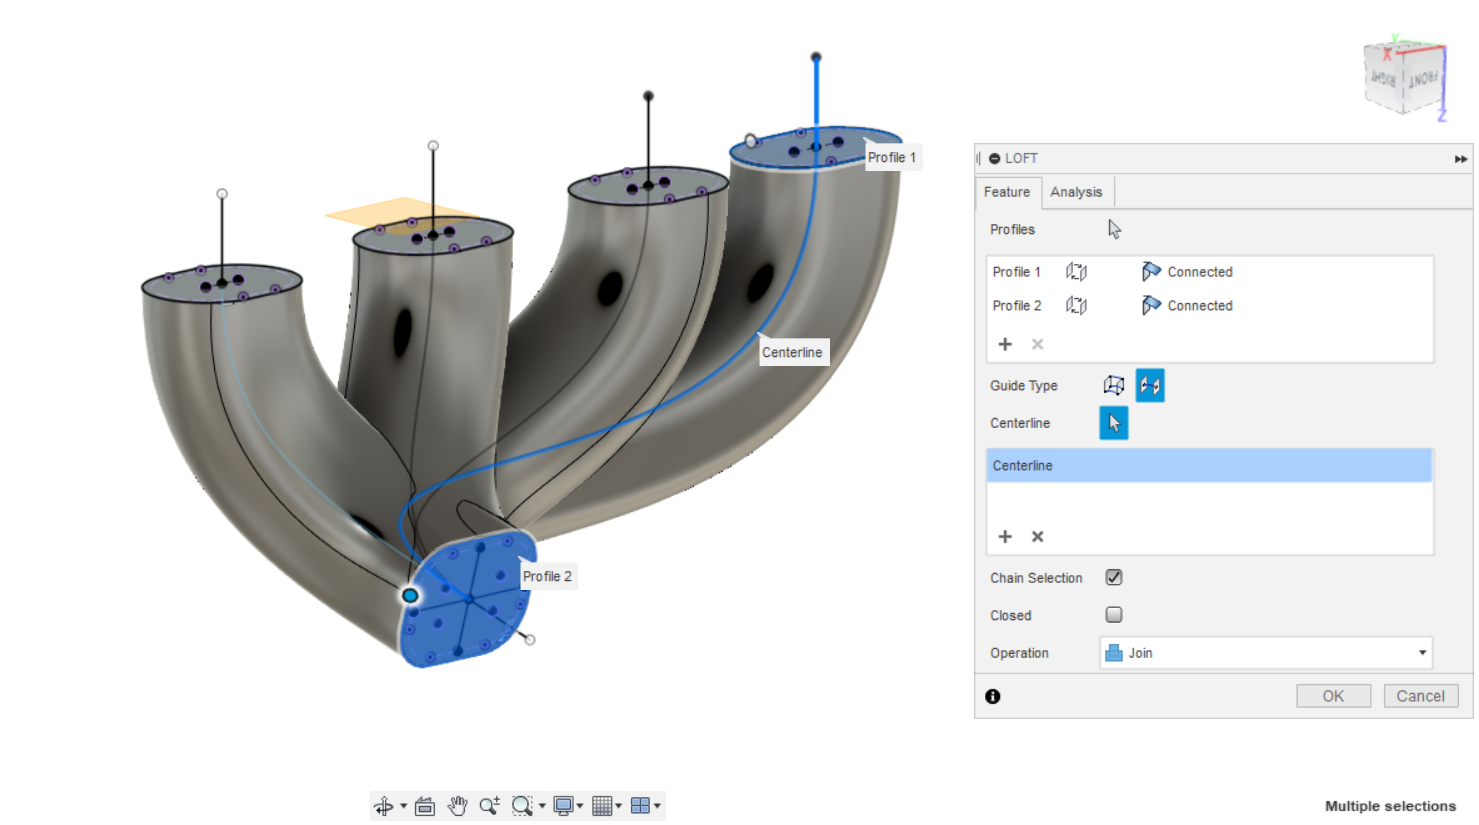 Y
X
RIGHT
FRONT
Z
Profile 1
Centerline
Profile 2
LOFT
Feature
Analysis
Profiles
Profile 1 Connected
Profile 2 Connected
Guide Type
Centerline
Centerline
Chain Selection
Closed
Operation Join
OK Cancel
Multiple selections